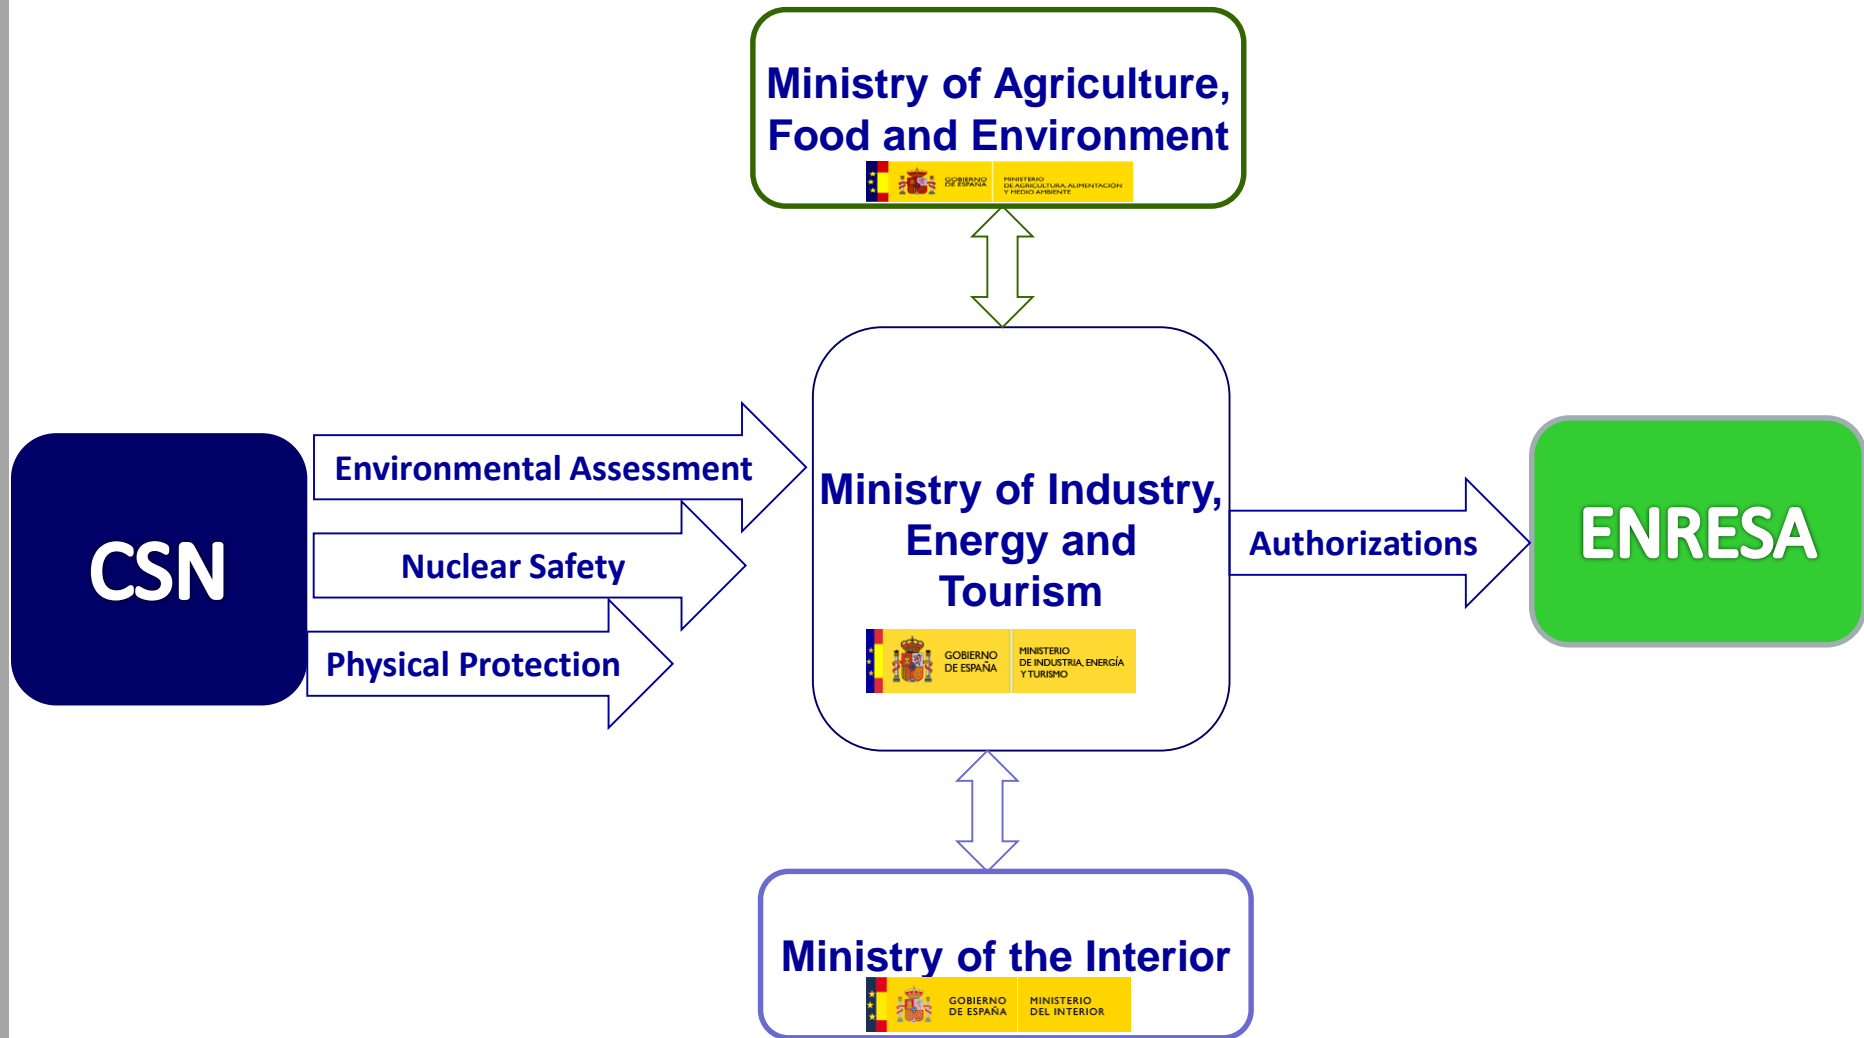 Ministry of Agriculture,
Food and Environment
GOBIERNO
DE ESPAÑA
MINISTERIO
DE AGRICULTURA, ALIMENTACIÓN
Y MEDIO AMBIENTE
CSN
Environmental Assessment
Nuclear Safety
Physical Protection
Ministry of Industry,
Energy and
Tourism
GOBIERNO
DE ESPAÑA
MINISTERIO
DE INDUSTRIA, ENERGÍA
Y TURISMO
Authorizations
ENRESA
Ministry of the Interior
GOBIERNO
DE ESPAÑA
MINISTERIO
DEL INTERIOR